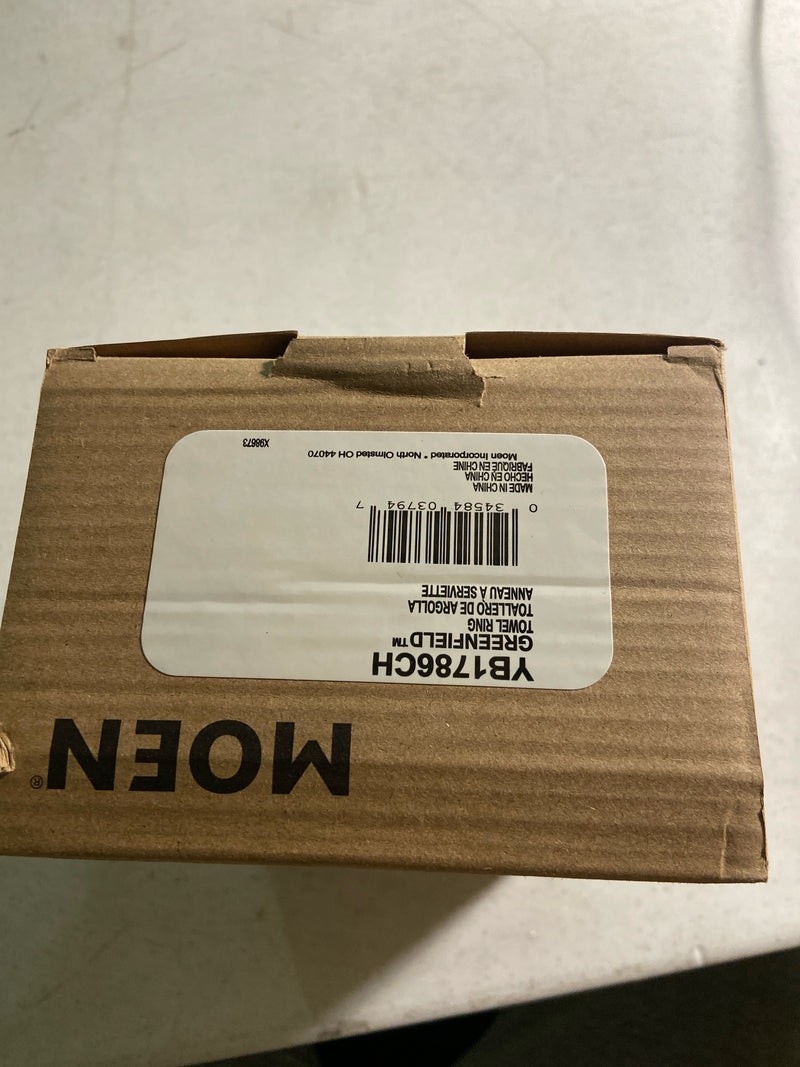 MOEN®
YB1786CH
GREENFIELD™
TOWEL RING
TOALLERO DE ARGOLLA
ANNEAU À SERVIETTE
0 34584 03794 7
MADE IN CHINA
HECHO EN CHINA
FABRIQUÉ EN CHINE
Moen Incorporated * North Olmsted OH 44070
X98673